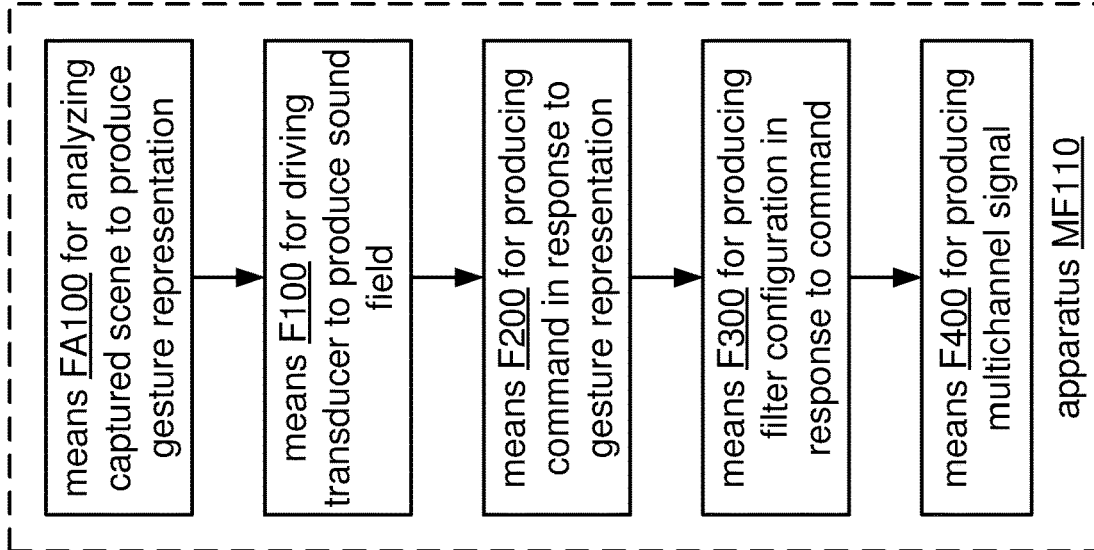 means FA100 for analyzing
captured scene to produce
gesture representation
means F100 for driving
transducer to produce sound
field
means F200 for producing
command in response to
gesture representation
means F300 for producing
filter configuration in
response to command
means F400 for producing
multichannel signal
apparatus MF110